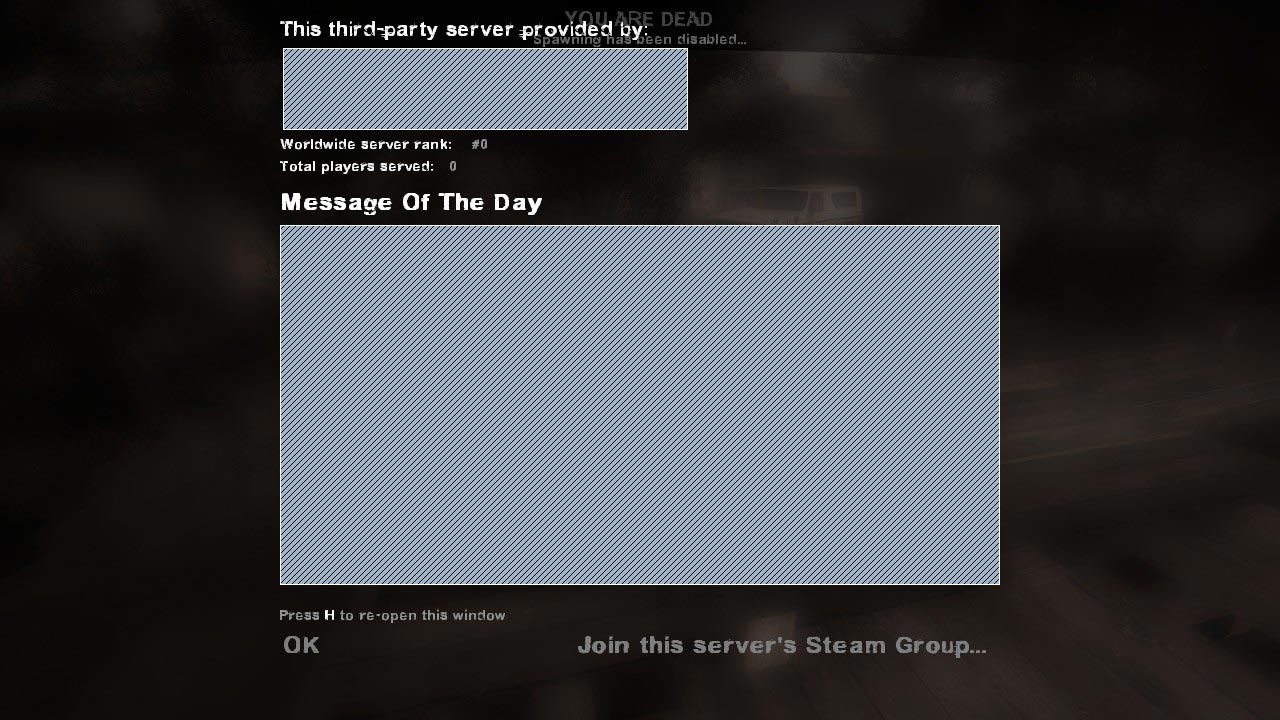 YOU ARE DEAD
This third-party server provided by:
Spawning has been disabled...
Worldwide server rank: #0
Total players served: 0
Message Of The Day
Press H to re-open this window
OK
Join this server's Steam Group...